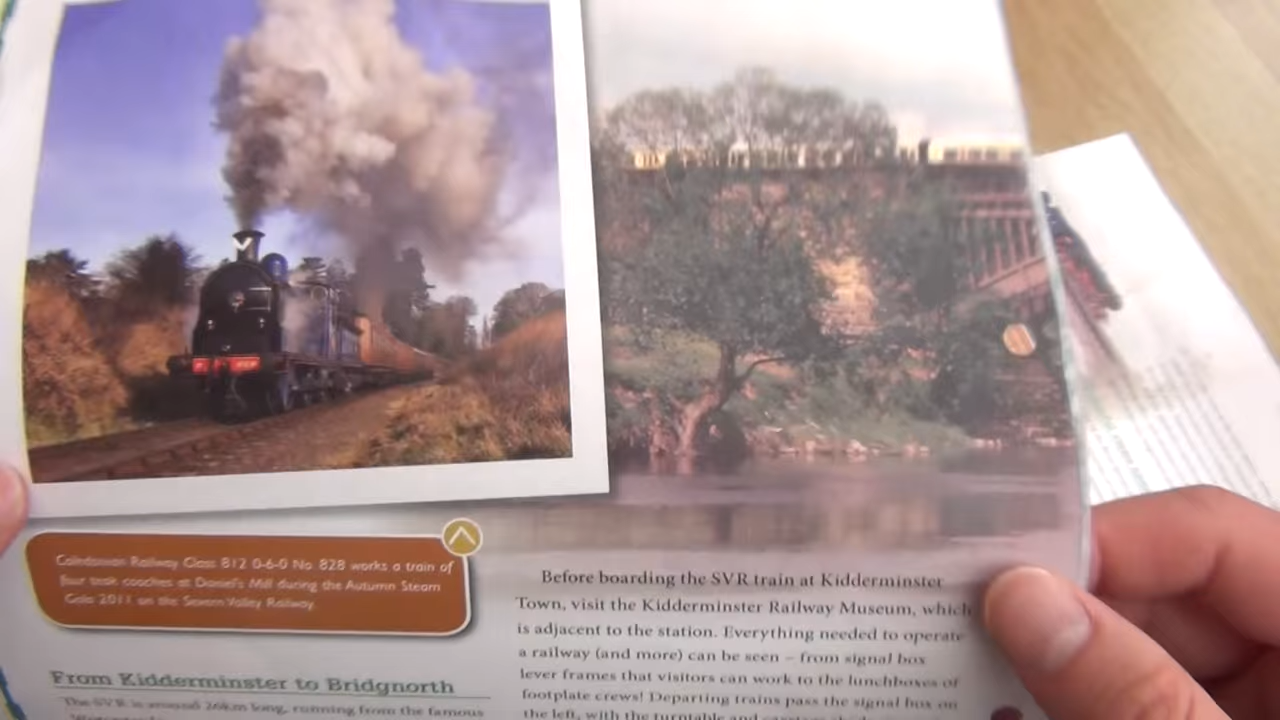 Caledonian Railway Class 812 0-6-0 No. 828 works a train of
four teak coaches at Daniel's Mill during the Autumn Steam
Gala 2011 on the Severn Valley Railway.
From Kidderminster to Bridgnorth
The SVR is around 26km long, running from the famous
Before boarding the SVR train at Kidderminster
Town, visit the Kidderminster Railway Museum, which
is adjacent to the station. Everything needed to operate
a railway (and more) can be seen – from signal box
lever frames that visitors can work to the lunchboxes of
footplate crews! Departing trains pass the signal box on
the left, with the turntable and carriage